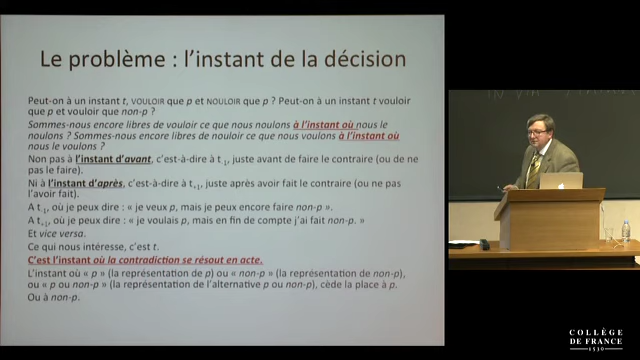 Le problème : l'instant de la décision
Peut-on à un instant t, VOULOIR que p et NOULOIR que p ? Peut-on à un instant t vouloir
que p et vouloir que non-p ?
Sommes-nous encore libres de vouloir ce que nous noulons à l'instant où nous le
noulons ? Sommes-nous encore libres de nouloir ce que nous voulons à l'instant où
nous le voulons ?
Non pas à l'instant d'avant, c'est-à-dire à t-1, juste avant de faire le contraire (ou de ne
pas le faire).
Ni à l'instant d'après, c'est-à-dire à t+1, juste après avoir fait le contraire (ou ne pas
l'avoir fait).
A t-1, où je peux dire : « je veux p, mais je peux encore faire non-p ».
A t+1, où je peux dire : « je voulais p, mais en fin de compte j'ai fait non-p. »
Et vice versa.
Ce qui nous intéresse, c'est t.
C'est l'instant où la contradiction se résout en acte.
L'instant où « p » (la représentation de p) ou « non-p » (la représentation de non-p),
ou « p ou non-p » (la représentation de l'alternative p ou non-p), cède la place à p.
Ou à non-p.
COLLÈGE
DE FRANCE
1530